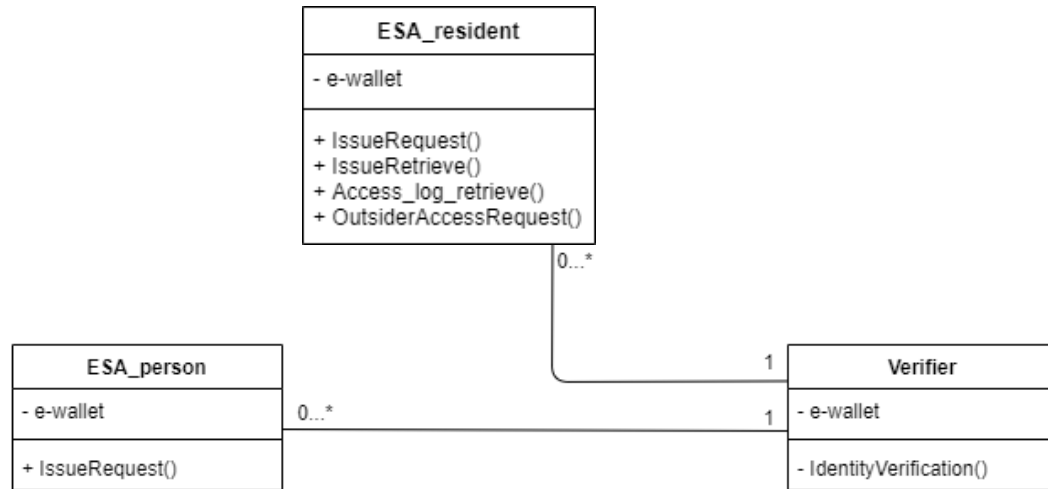 ESA_resident
- e-wallet
+ IssueRequest()
+ IssueRetrieve()
+ Access_log_retrieve()
+ OutsiderAccessRequest()
0...*
1
ESA_person
- e-wallet
+ IssueRequest()
0...*
1
Verifier
- e-wallet
- IdentityVerification()